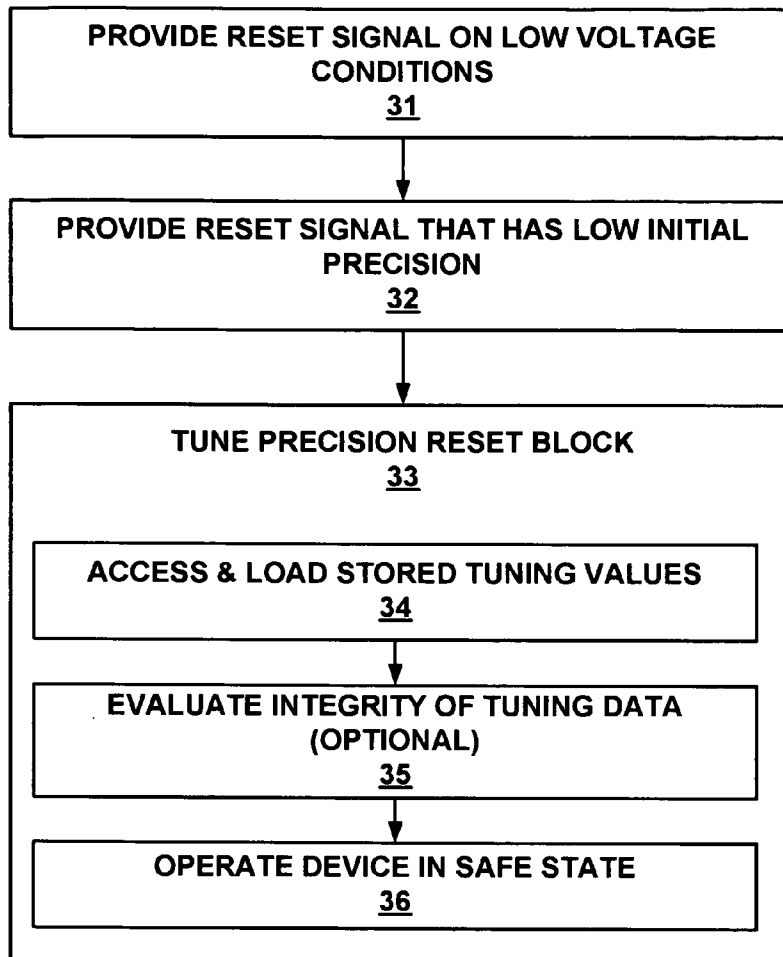 PROVIDE RESET SIGNAL ON LOW VOLTAGE
CONDITIONS
31
PROVIDE RESET SIGNAL THAT HAS LOW INITIAL
PRECISION
32
TUNE PRECISION RESET BLOCK
33
ACCESS & LOAD STORED TUNING VALUES
34
EVALUATE INTEGRITY OF TUNING DATA
(OPTIONAL)
35
OPERATE DEVICE IN SAFE STATE
36